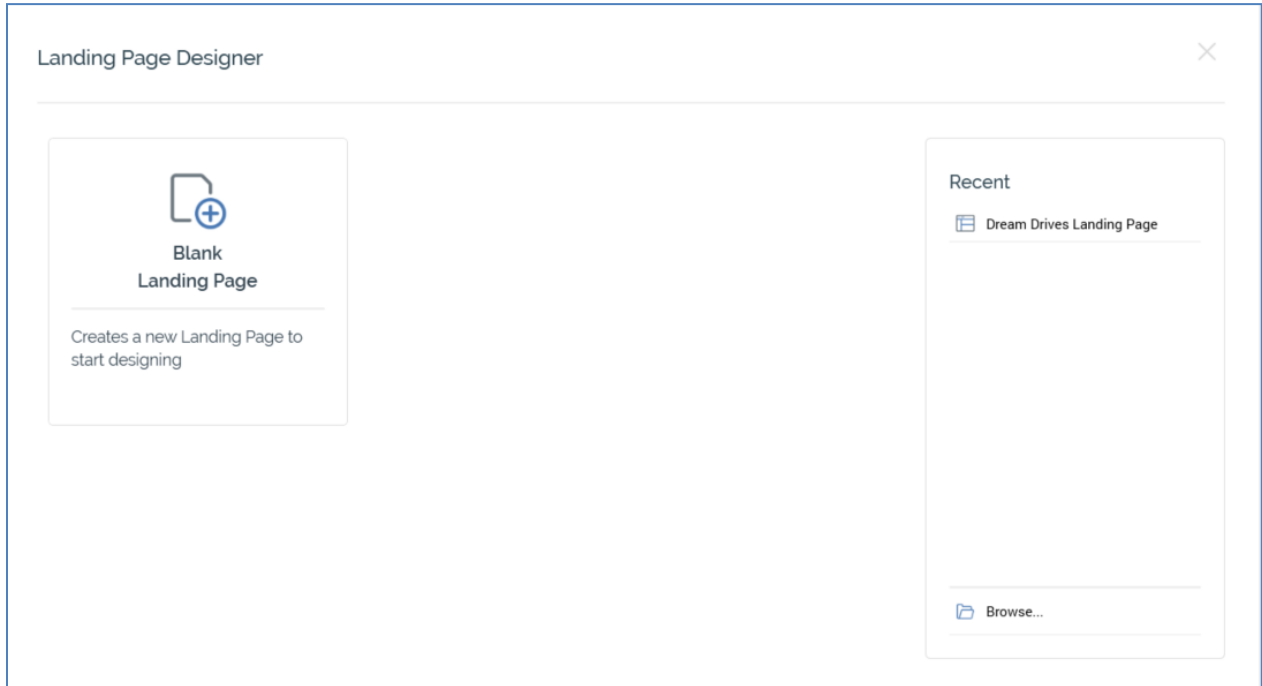 Landing Page Designer
Blank
Landing Page
Creates a new Landing Page to
start designing
Recent
Dream Drives Landing Page
Browse...